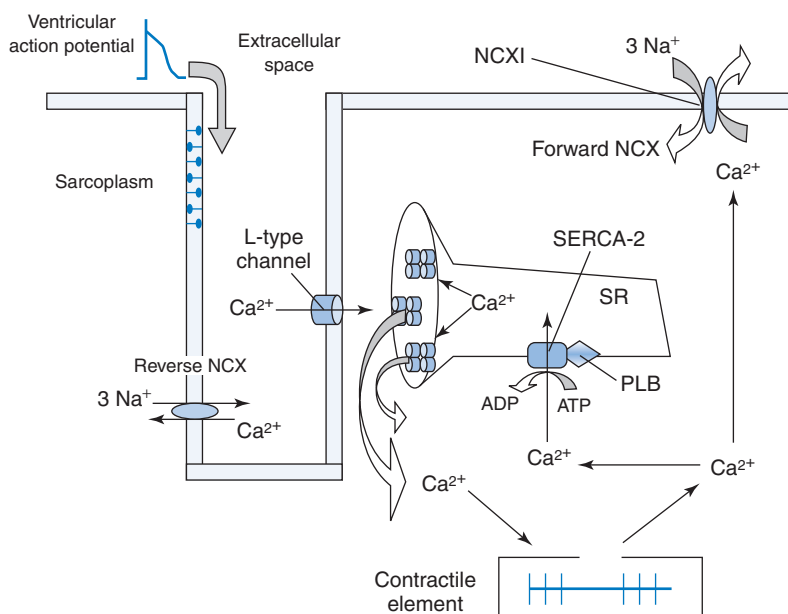 Ventricular
action potential
Extracellular
space
NCXI
3 Na⁺
Forward NCX
Ca²⁺
Sarcoplasm
L-type
channel
Ca²⁺
SERCA-2
SR
Ca²⁺
Reverse NCX
3 Na⁺
Ca²⁺
PLB
ADP
ATP
Ca²⁺
Ca²⁺
Ca²⁺
Contractile
element